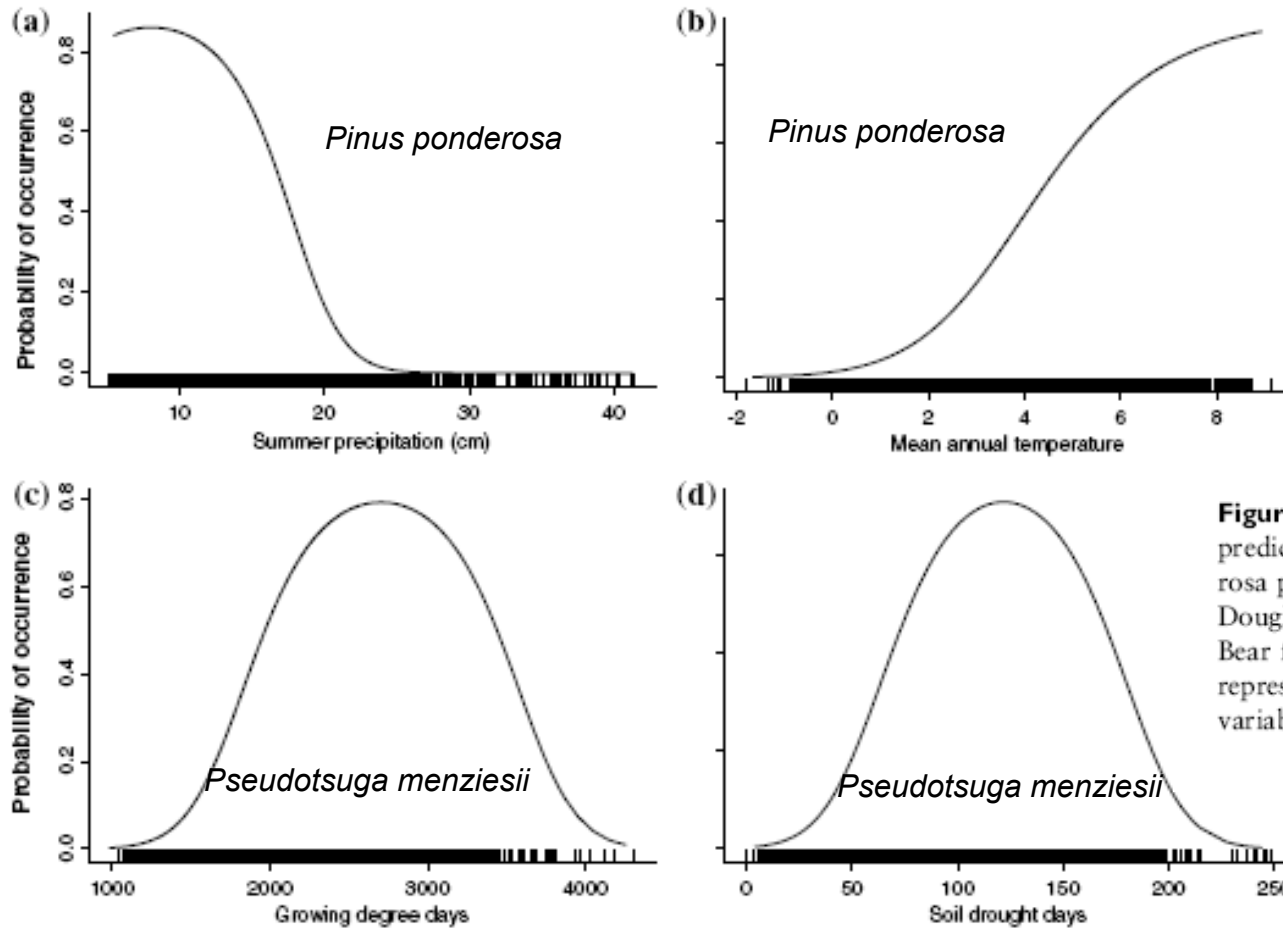 (a)
Probability of occurrence
0.8
0.6
0.4
0.2
0.0
Pinus ponderosa
10 20 30 40
Summer precipitation (cm)
(b)
Pinus ponderosa
-2 0 2 4 6 8
Mean annual temperature
(c)
Probability of occurrence
0.8
0.6
0.4
0.2
0.0
Pseudotsuga menziesii
1000 2000 3000 4000
Growing degree days
(d)
Pseudotsuga menziesii
0 50 100 150 200 25
Soil drought days
Figur
predic
rosa p
Doug
Bear
repres
variab